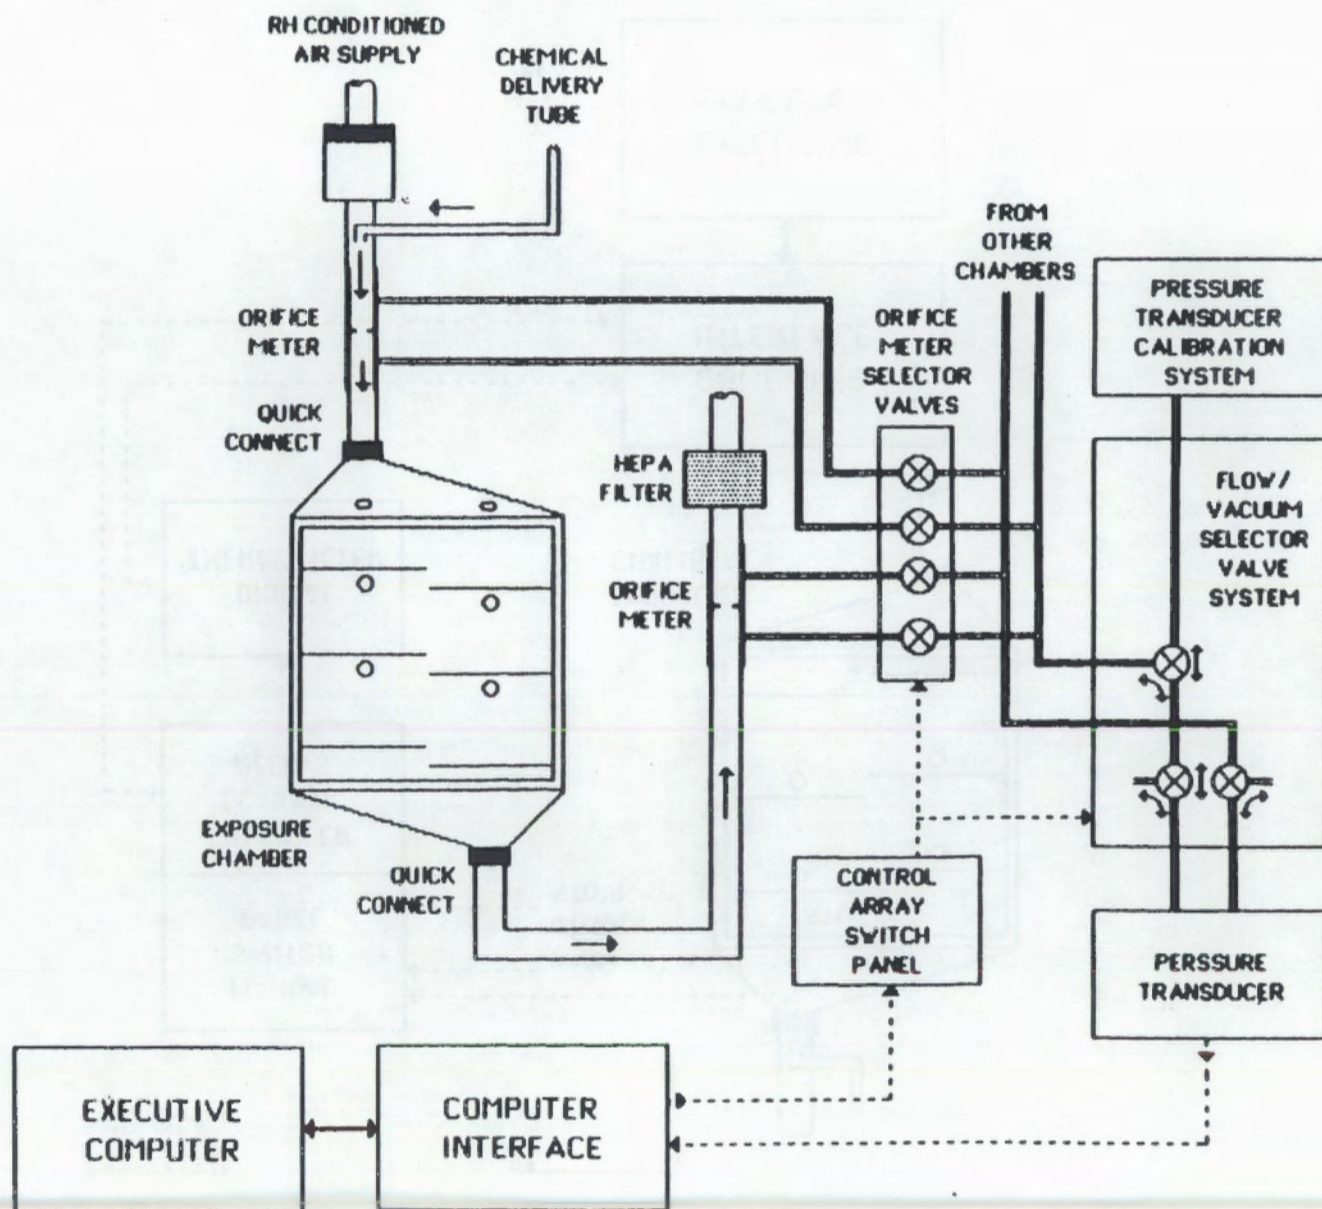 RH CONDITIONED
AIR SUPPLY
CHEMICAL
DELIVERY
TUBE
FROM
OTHER
CHAMBERS
ORIFICE
METER
QUICK
CONNECT
ORIFICE
METER
SELECTOR
VALVES
PRESSURE
TRANSDUCER
CALIBRATION
SYSTEM
HEPA
FILTER
FLOW/
VACUUM
SELECTOR
VALVE
SYSTEM
ORIFICE
METER
EXPOSURE
CHAMBER
QUICK
CONNECT
CONTROL
ARRAY
SWITCH
PANEL
PERSSURE
TRANSDUCER
EXECUTIVE
COMPUTER
COMPUTER
INTERFACE